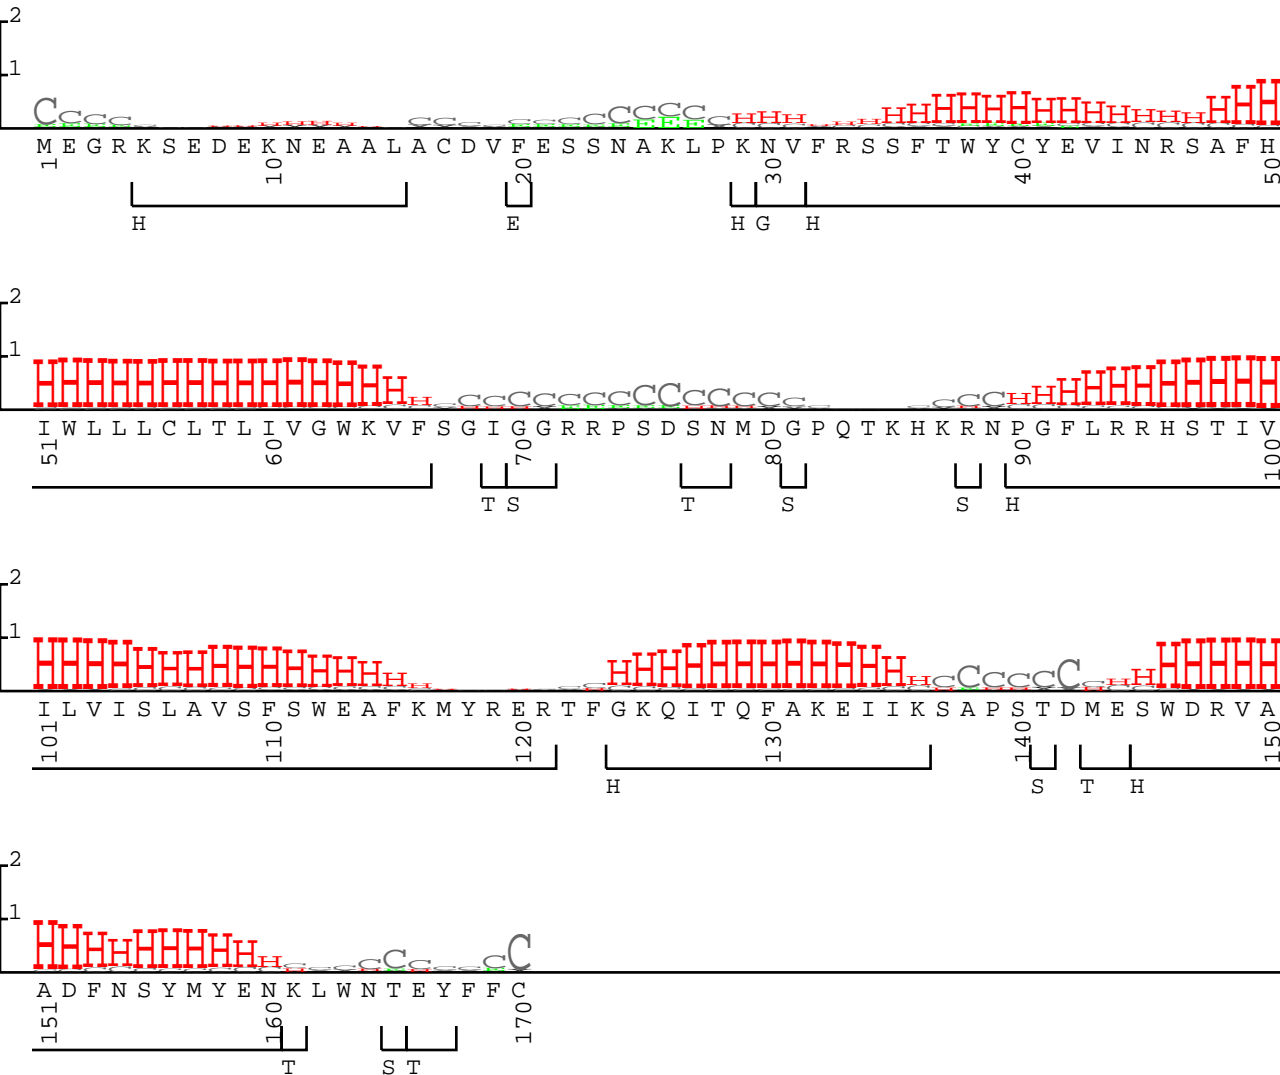 2
1
C C C C C C C C C C C H H H H H H H H H H H H H H H H H H H
M E G R K S E D E K N E A A L A C D V F E S S N A K L P K N V F R S S F T W Y C Y E V I N R S A F H
1 10 20 30 40 50
H E H G H
2
1
H H H H H H H H H H H H H H H H C C C C C C C C C C C C C C C C C H H H H H H H H H H H
I W L L L C L T L I V G W K V F S G I G G R R P S D S N M D G P Q T K H K R N P G F L R R H S T I V
51 60 70 80 90 100
T S T S S H
2
1
H H H H H H H H H H H H H H H H H H H H H H H H H H H H H C C C C C C H H H H H H
I L V I S L A V S F S W E A F K M Y R E R T F G K Q I T Q F A K E I I K S A P S T D M E S W D R V A
101 110 120 130 140 150
H S T H
2
1
H H H H H H H H H H C C C C C
A D F N S Y M Y E N K L W N T E Y F F C
151 160 170
T S T